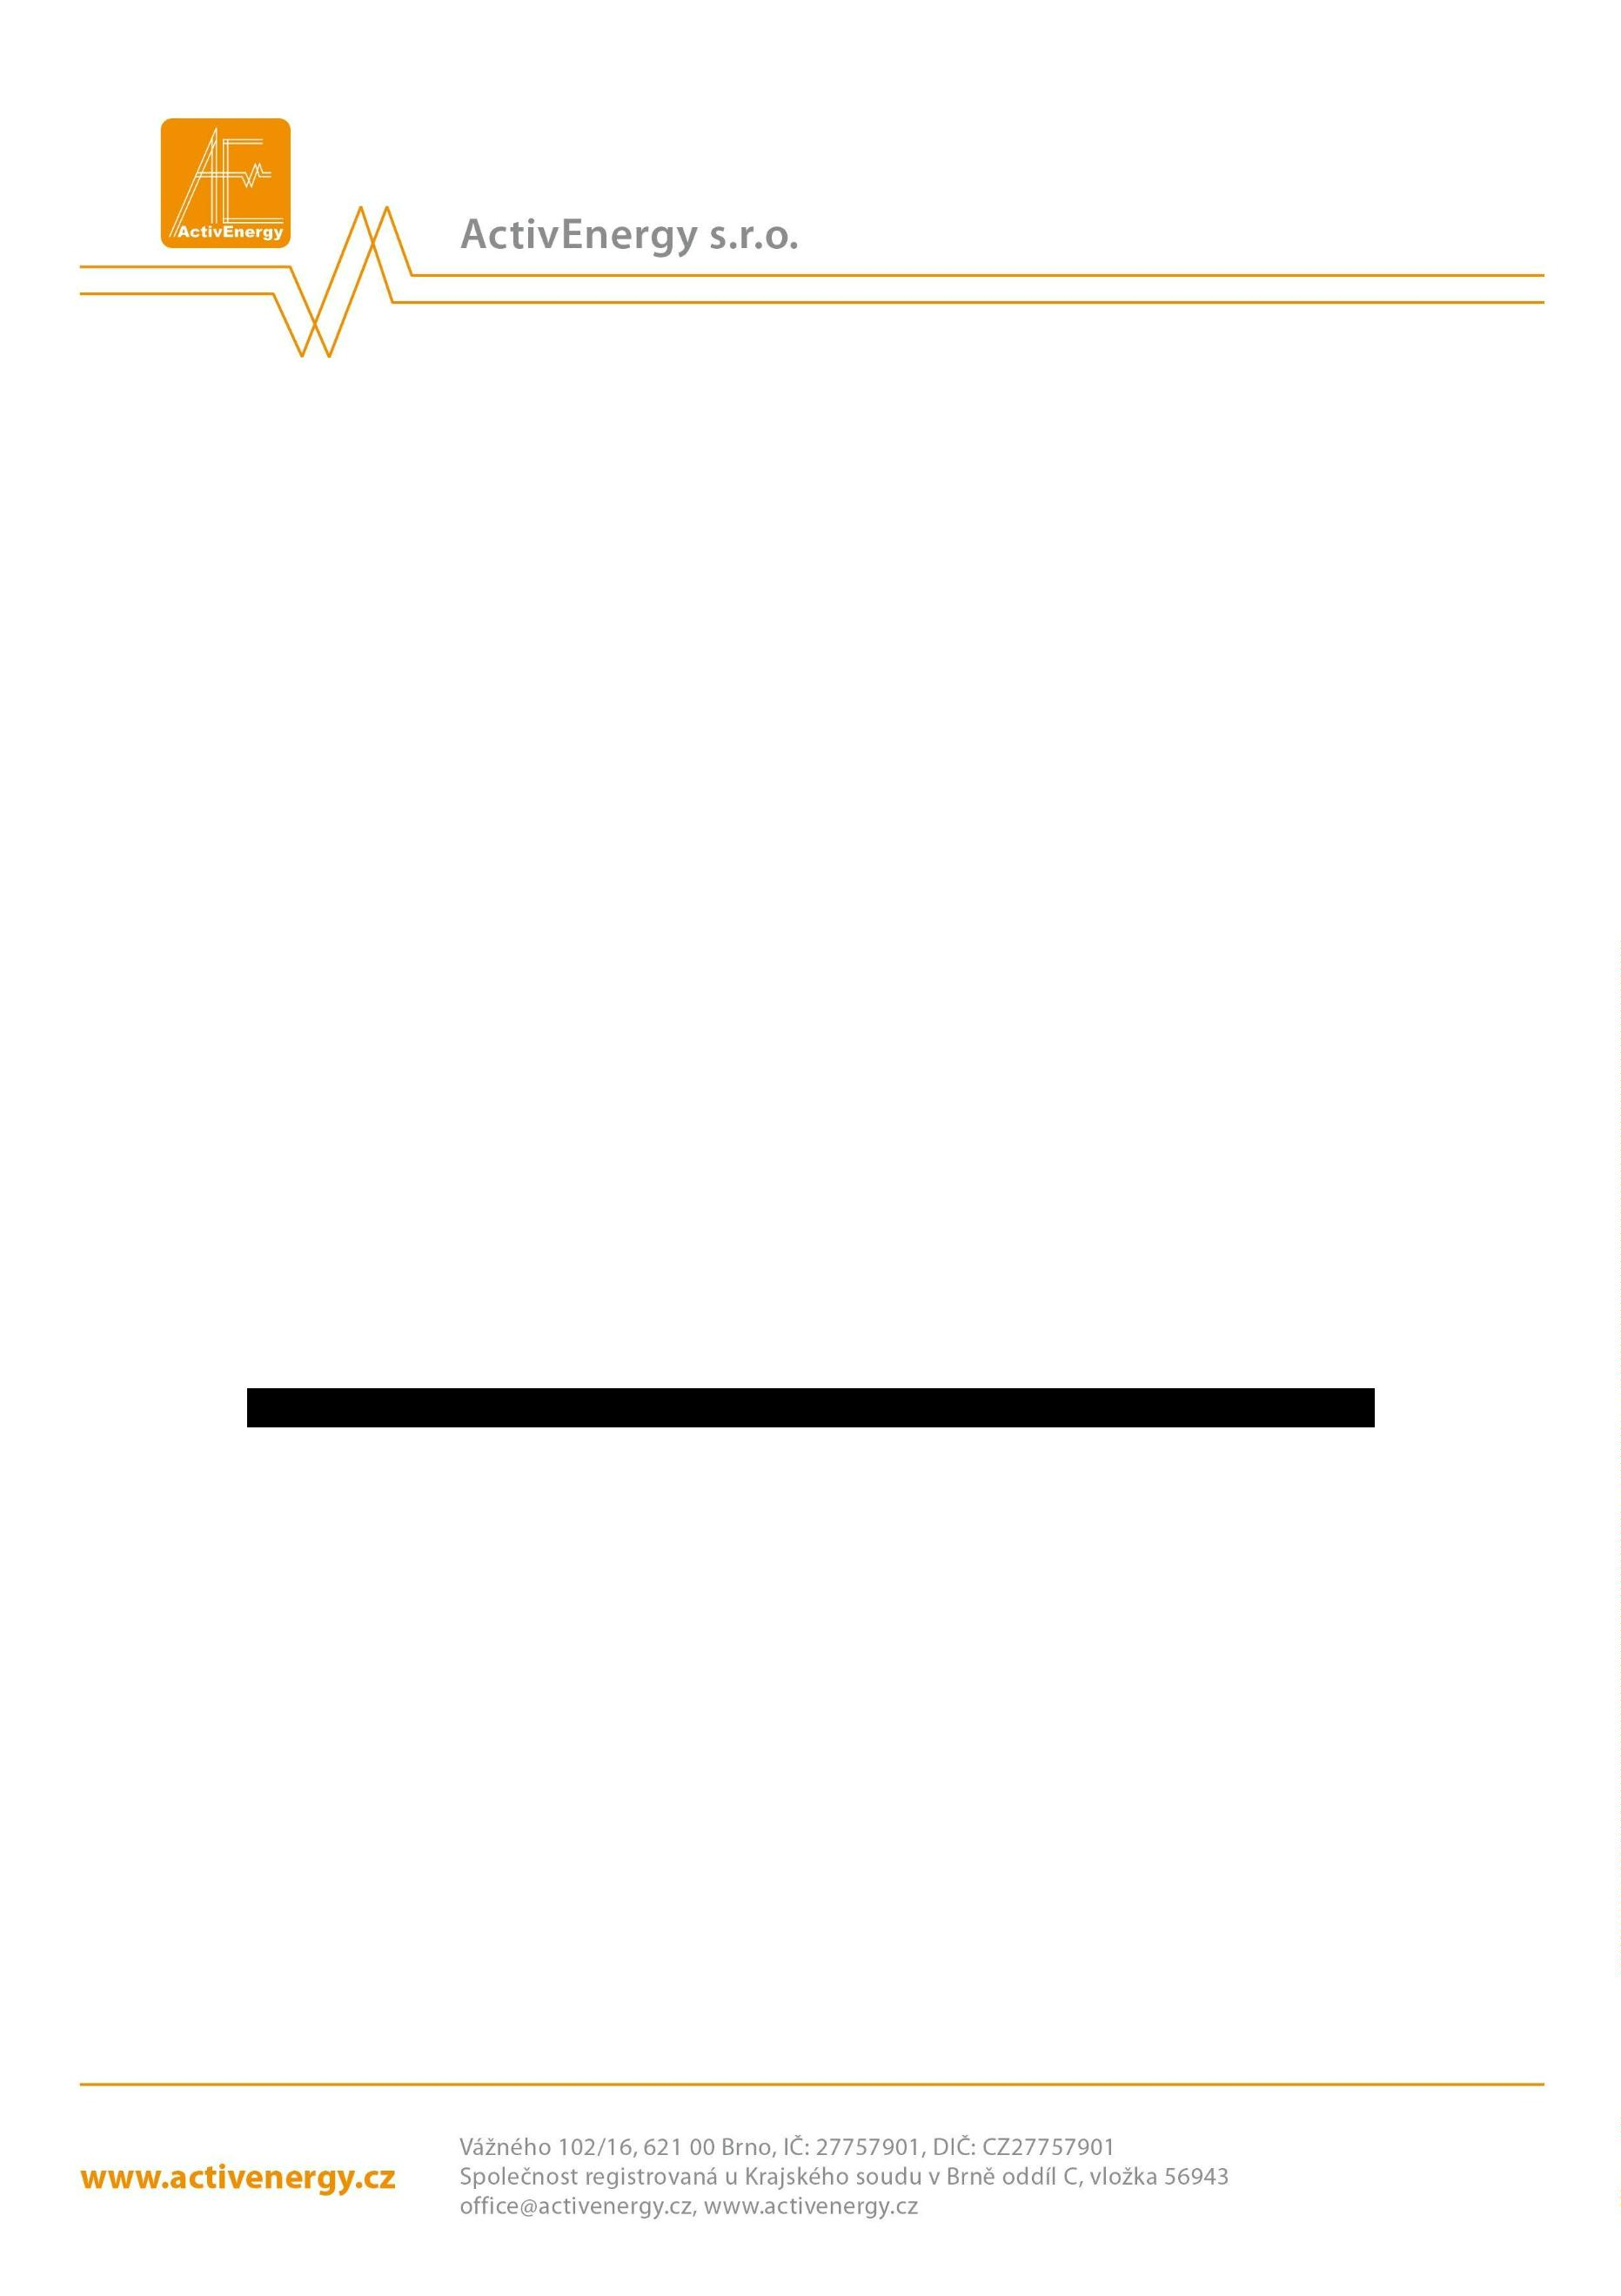 ActivEnergy
ActivEnergy s.r.o.
www.activenergy.cz
Vážného 102/16, 621 00 Brno, IČ: 27757901, DIČ: CZ27757901
Společnost registrovaná u Krajského soudu v Brně oddíl C, vložka 56943
office@activenergy.cz, www.activenergy.cz